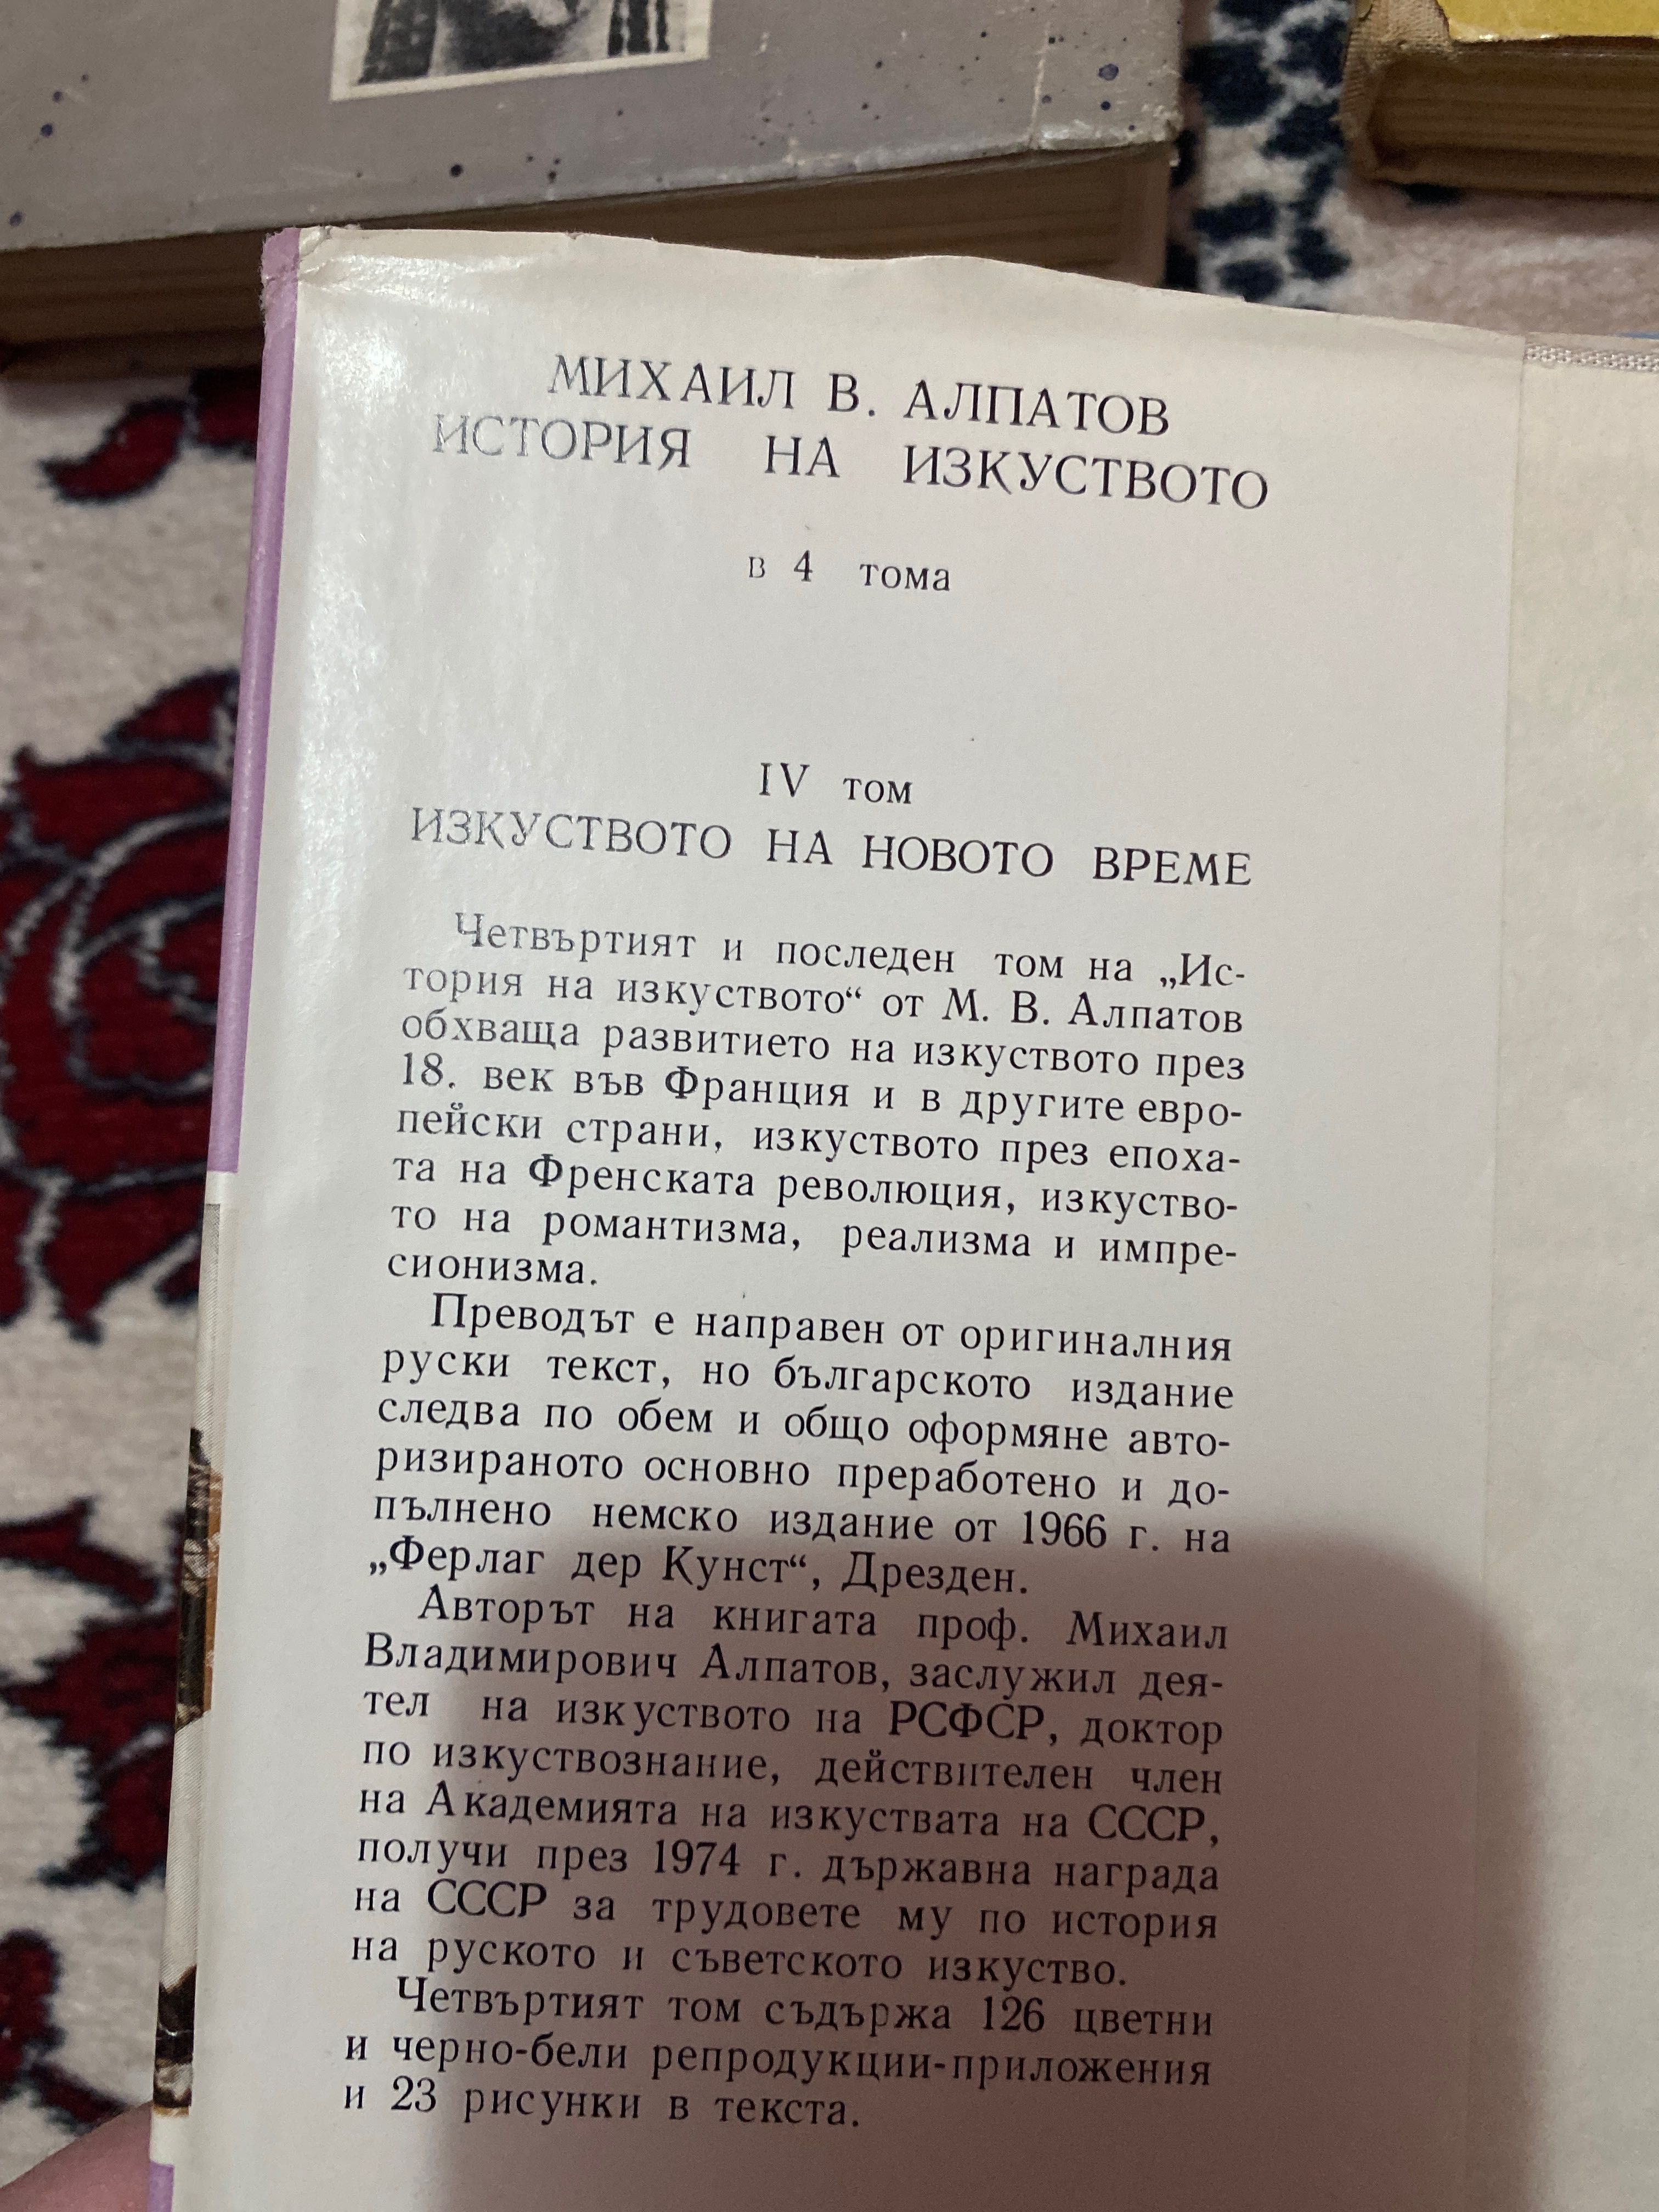 МИХАИЛ В. АЛПАТОВ
ИСТОРИЯ НА ИЗКУСТВОТО
в 4 тома
IV том
ИЗКУСТВОТО НА НОВОТО ВРЕМЕ
Четвъртият и последен том на „Ис-
тория на изкуството“ от М. В. Алпатов
обхваща развитието на изкуството през
18. век във Франция и в другите евро-
пейски страни, изкуството през епоха-
та на Френската революция, изкуство-
то на романтизма, реализма и импре-
сионизма.
Преводът е направен от оригиналния
руски текст, но българското издание
следва по обем и общо оформяне авто-
ризираното основно преработено и до-
пълнено немско издание от 1966 г. на
„Ферлаг дер Кунст“, Дрезден.
Авторът на книгата проф. Михаил
Владимирович Алпатов, заслужил дея-
тел на изкуството на РСФСР, доктор
по изкуствознание, действителен член
на Академията на изкуствата на СССР,
получи през 1974 г. държавна награда
на СССР за трудовете му по история
на руското и съветското изкуство.
Четвъртият том съдържа 126 цветни
и черно-бели репродукции-приложения
и 23 рисунки в текста.